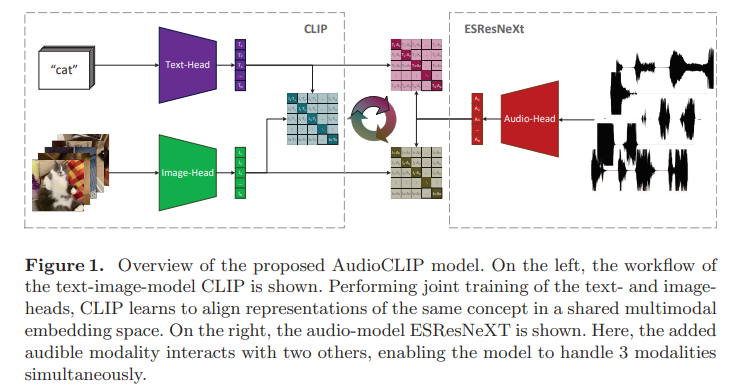 CLIP
ESResNeXt
"cat"
Text-Head
Image-Head
Audio-Head
Figure 1. Overview of the proposed AudioCLIP model. On the left, the workflow of
the text-image-model CLIP is shown. Performing joint training of the text- and image-
heads, CLIP learns to align representations of the same concept in a shared multimodal
embedding space. On the right, the audio-model ESResNeXT is shown. Here, the added
audible modality interacts with two others, enabling the model to handle 3 modalities
simultaneously.